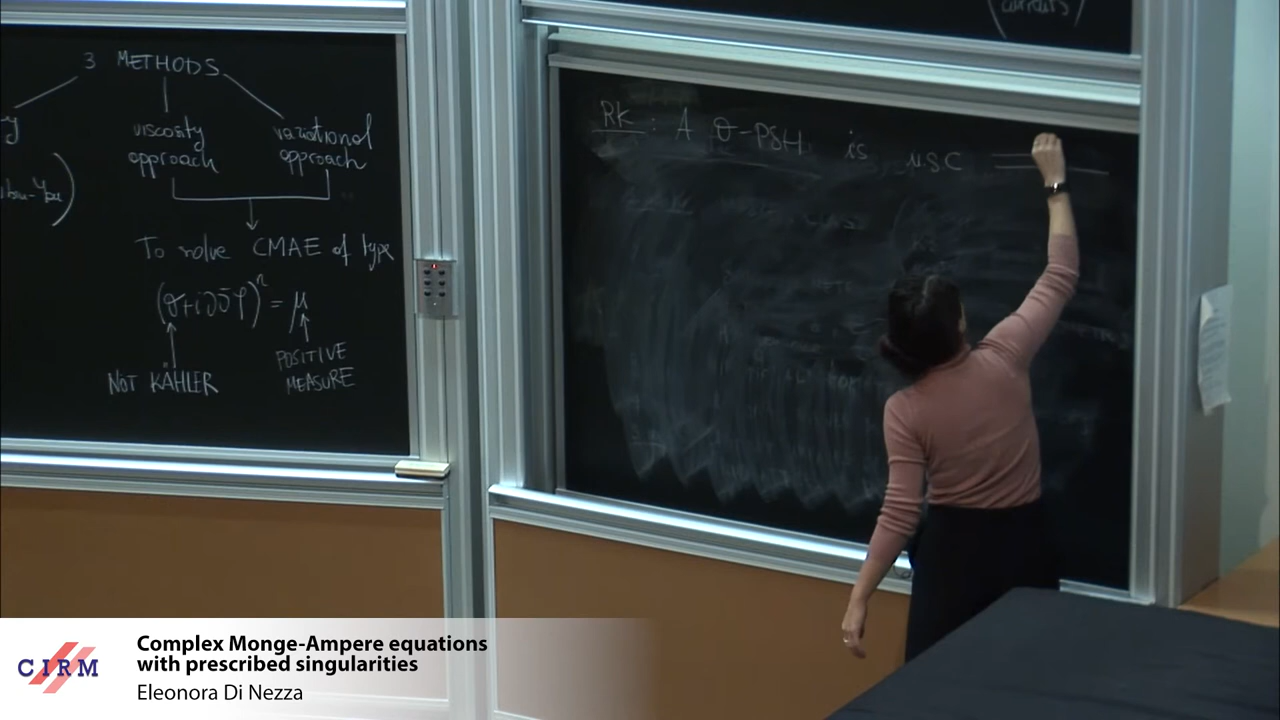 3 METHODS
viscosity
approach
variational
approach
To solve CMAE of type
(θ+i∂∂̄φ)ⁿ = μ
NOT KÄHLER
POSITIVE
MEASURE
RK: A θ-PSH is USC
CIRM
Complex Monge-Ampere equations
with prescribed singularities
Eleonora Di Nezza